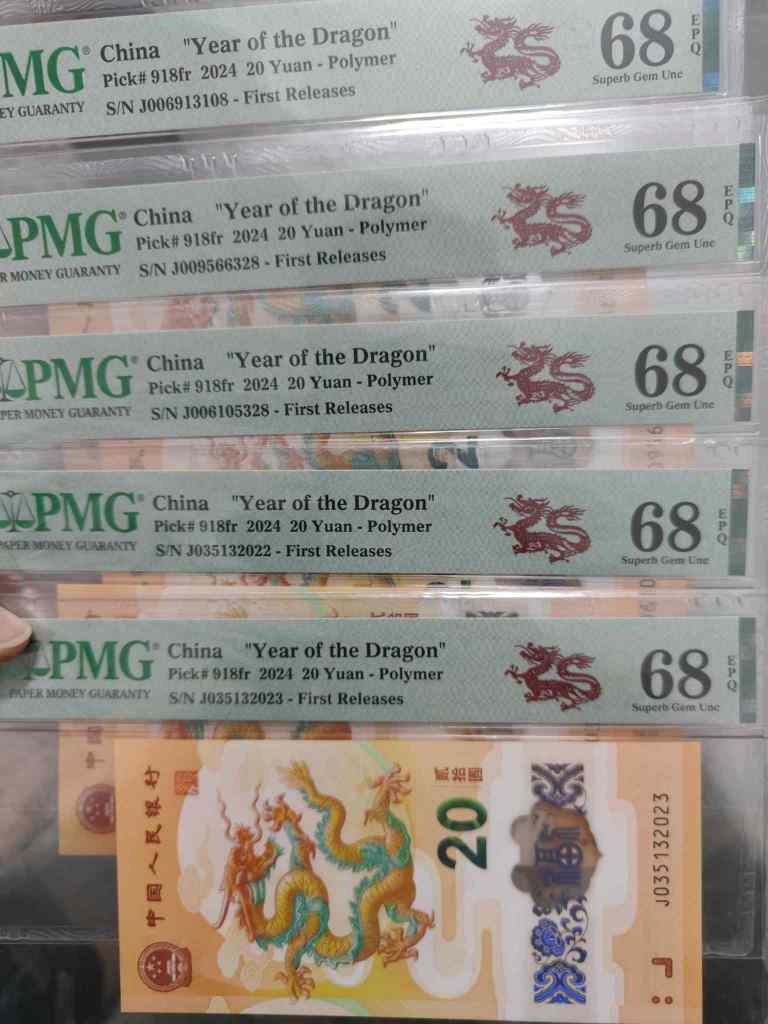 MG® China "Year of the Dragon" 68 EPQ
Pick# 918fr 2024 20 Yuan - Polymer Superb Gem Unc
EY GUARANTY S/N J006913108 - First Releases
PMG® China "Year of the Dragon" 68 EPQ
Pick# 918fr 2024 20 Yuan - Polymer Superb Gem Unc
R MONEY GUARANTY S/N J009566328 - First Releases
PMG® China "Year of the Dragon" 68 EPQ
Pick# 918fr 2024 20 Yuan - Polymer Superb Gem Unc
PER MONEY GUARANTY S/N J006105328 - First Releases
PMG® China "Year of the Dragon" 68 EPQ
Pick# 918fr 2024 20 Yuan - Polymer Superb Gem Unc
PAPER MONEY GUARANTY S/N J035132022 - First Releases
PMG® China "Year of the Dragon" 68 EPQ
Pick# 918fr 2024 20 Yuan - Polymer Superb Gem Unc
PAPER MONEY GUARANTY S/N J035132023 - First Releases
中国人民银行
贰拾圆
20
福
J035132023